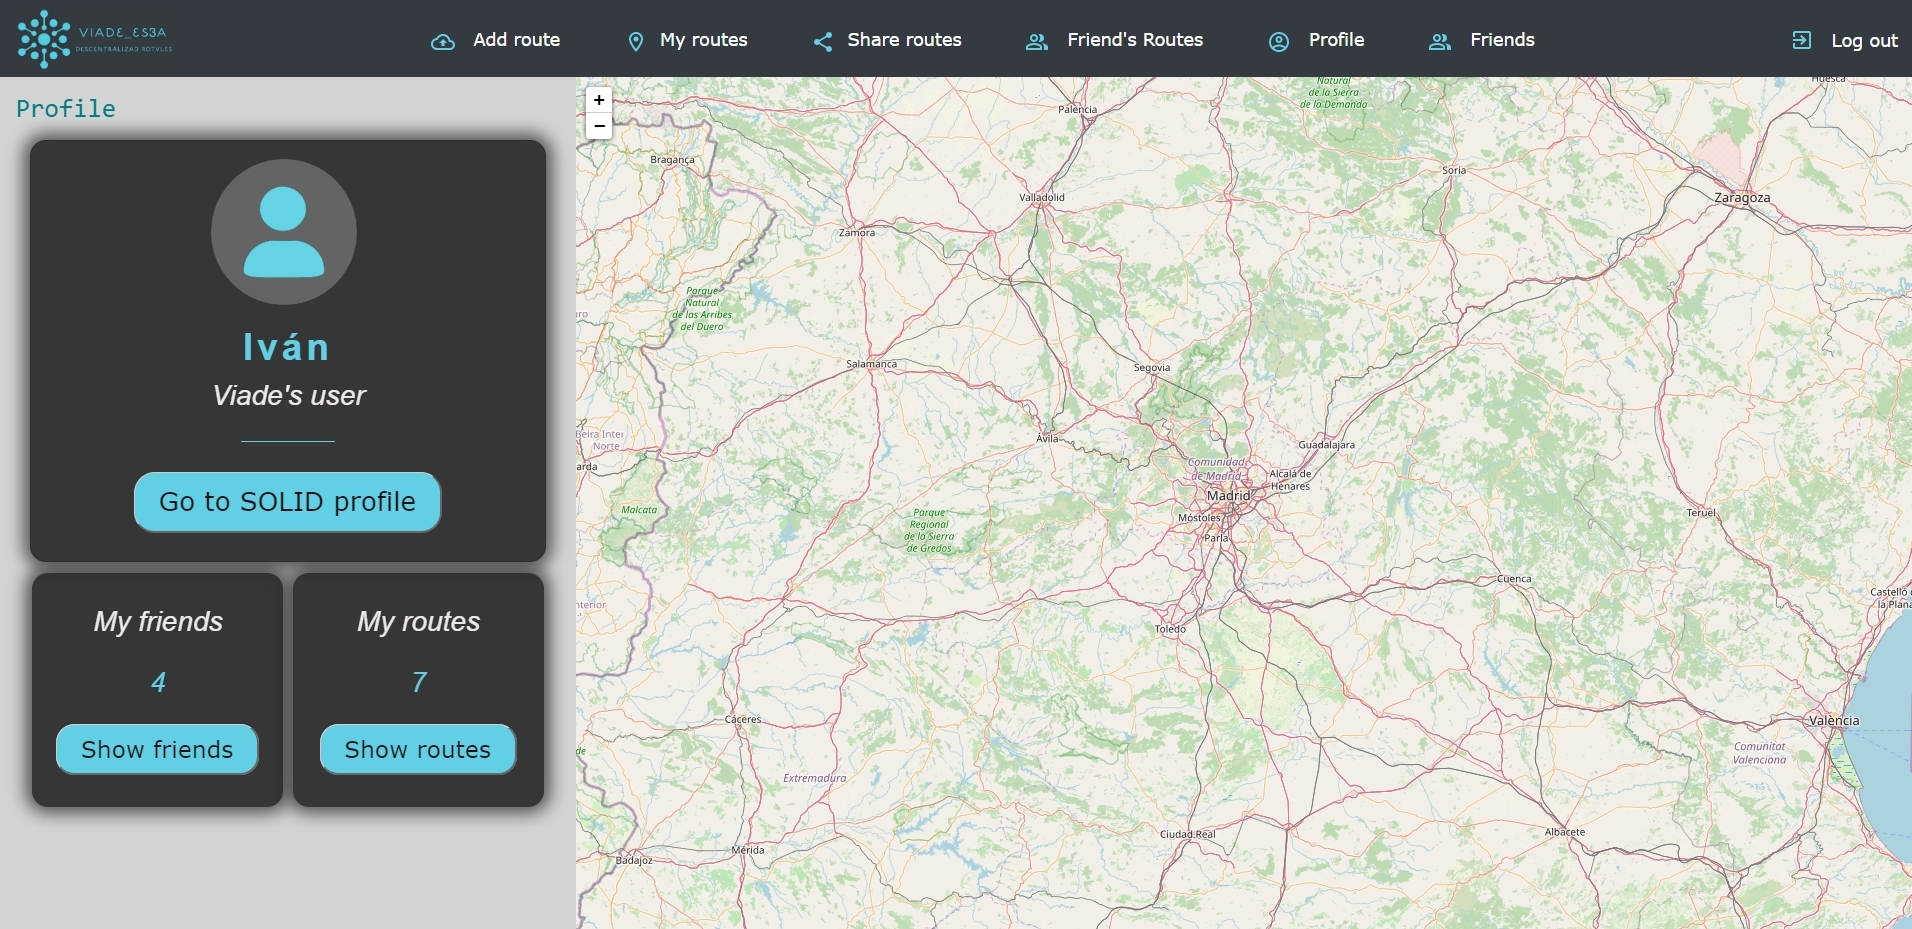 VIADE_ES3A
DESCENTRALIZAD ROTULES
Add route
My routes
Share routes
Friend's Routes
Profile
Friends
Log out
Profile
Iván
Viade's user
Go to SOLID profile
My friends
4
Show friends
My routes
7
Show routes
+
−
Natural
de la Sierra
de la Demanda
Huesca
Palencia
Bragança
Soria
Valladolid
Zaragoza
Zamora
Parque
Natural
de las Arribes
del Duero
Salamanca
Segovia
Beira Inter
Norte
Ávila
Guadalajara
arda
Comunidad
de Madrid
Alcalá de
Henares
Madrid
Malcata
Parque
Regional
de la Sierra
de Gredos
Móstoles
Parla
Teruel
Cuenca
Castelló
la Plana
nterior
Toledo
Cáceres
València
Comunitat
Valenciana
de
Extremadura
Ciudad Real
Albacete
Mérida
Badajoz